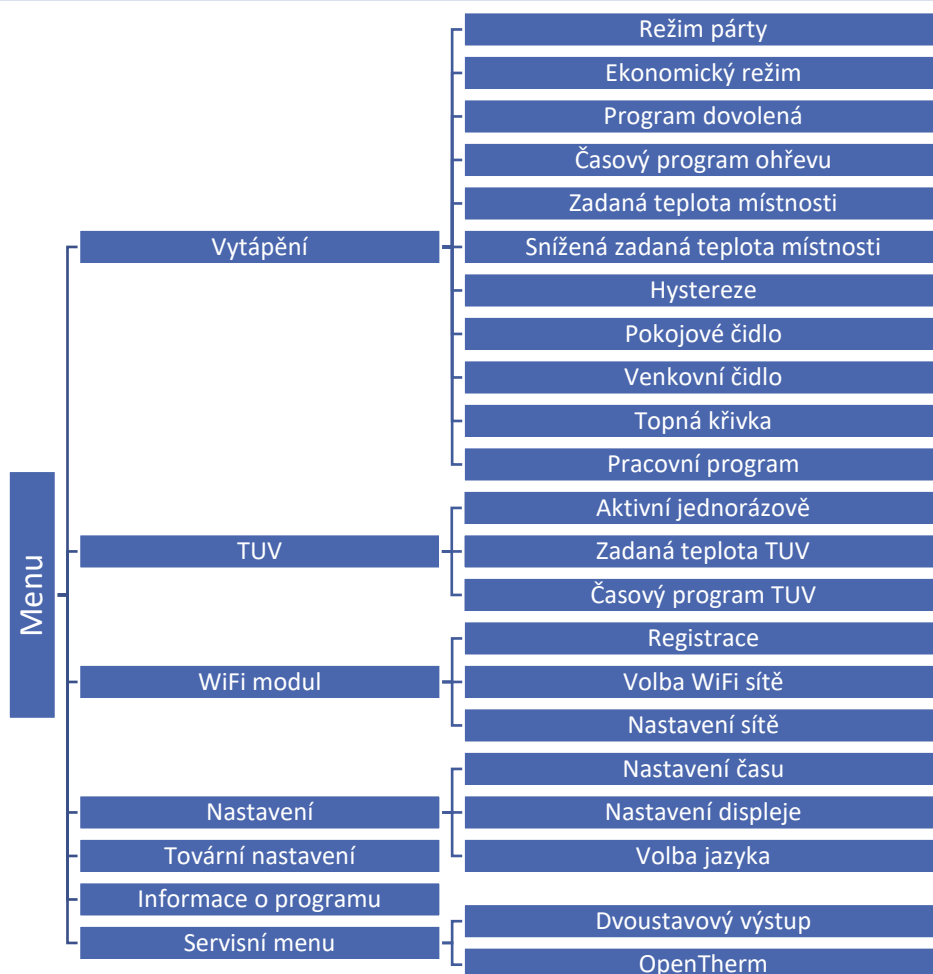 Menu
Vytápění
Režim párty
Ekonomický režim
Program dovolená
Časový program ohřevu
Zadaná teplota místnosti
Snížená zadaná teplota místnosti
Hystereze
Pokojové čidlo
Venkovní čidlo
Topná křivka
Pracovní program
TUV
Aktivní jednorázově
Zadaná teplota TUV
Časový program TUV
WiFi modul
Registrace
Volba WiFi sítě
Nastavení sítě
Nastavení
Nastavení času
Nastavení displeje
Volba jazyka
Tovární nastavení
Informace o programu
Servisní menu
Dvoustavový výstup
OpenTherm